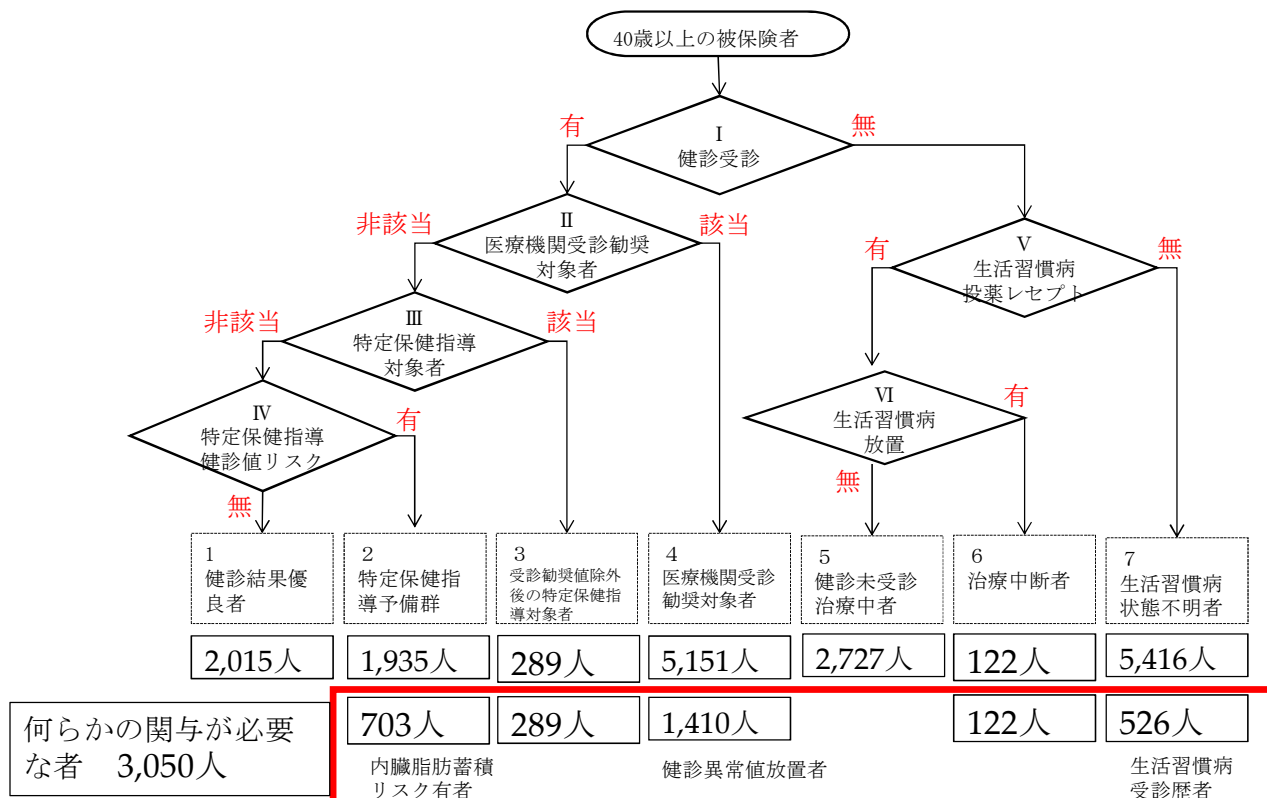 40歳以上の被保険者
Ⅰ
健診受診
有
無
Ⅱ
医療機関受診勧奨
対象者
非該当
該当
Ⅴ
生活習慣病
投薬レセプト
有
無
Ⅲ
特定保健指導
対象者
非該当
該当
Ⅳ
特定保健指導
健診値リスク
有
無
Ⅵ
生活習慣病
放置
有
無
1
健診結果優
良者
2
特定保健指
導予備群
3
受診勧奨値除外
後の特定保健指
導対象者
4
医療機関受診
勧奨対象者
5
健診未受診
治療中者
6
治療中断者
7
生活習慣病
状態不明者
2,015人
1,935人
289人
5,151人
2,727人
122人
5,416人
何らかの関与が必要
な者 3,050人
703人
289人
1,410人
122人
526人
内臓脂肪蓄積
リスク有者
健診異常値放置者
生活習慣病
受診歴者